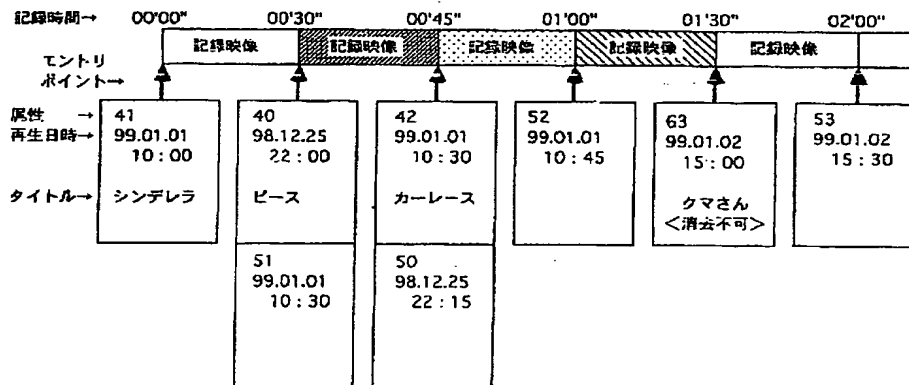 記録時間→ 00'00" 00'30" 00'45" 01'00" 01'30" 02'00"
記録映像 記録映像 記録映像 記録映像 記録映像
エントリ
ポイント→
属性 → 41 40 42 52 63 53
再生日時→ 99.01.01 98.12.25 99.01.01 99.01.01 99.01.02 99.01.02
10:00 22:00 10:30 10:45 15:00 15:30
タイトル→ シンデレラ ピース カーレース クマさん
<消去不可>
51 50
99.01.01 98.12.25
10:30 22:15